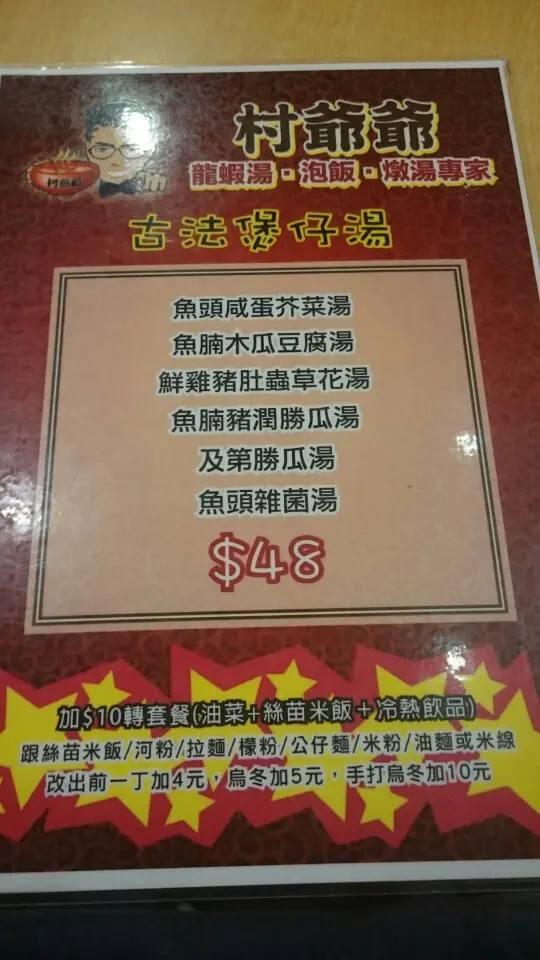 村爺爺
村爺爺
龍蝦湯·泡飯·燉湯專家
古法煲仔湯
魚頭咸蛋芥菜湯
魚腩木瓜豆腐湯
鮮雞豬肚蟲草花湯
魚腩豬潤勝瓜湯
及第勝瓜湯
魚頭雜菌湯
$48
加$10轉套餐(油菜+絲苗米飯+冷熱飲品)
跟絲苗米飯/河粉/拉麵/檬粉/公仔麵/米粉/油麵或米線
改出前一丁加4元，烏冬加5元，手打烏冬加10元